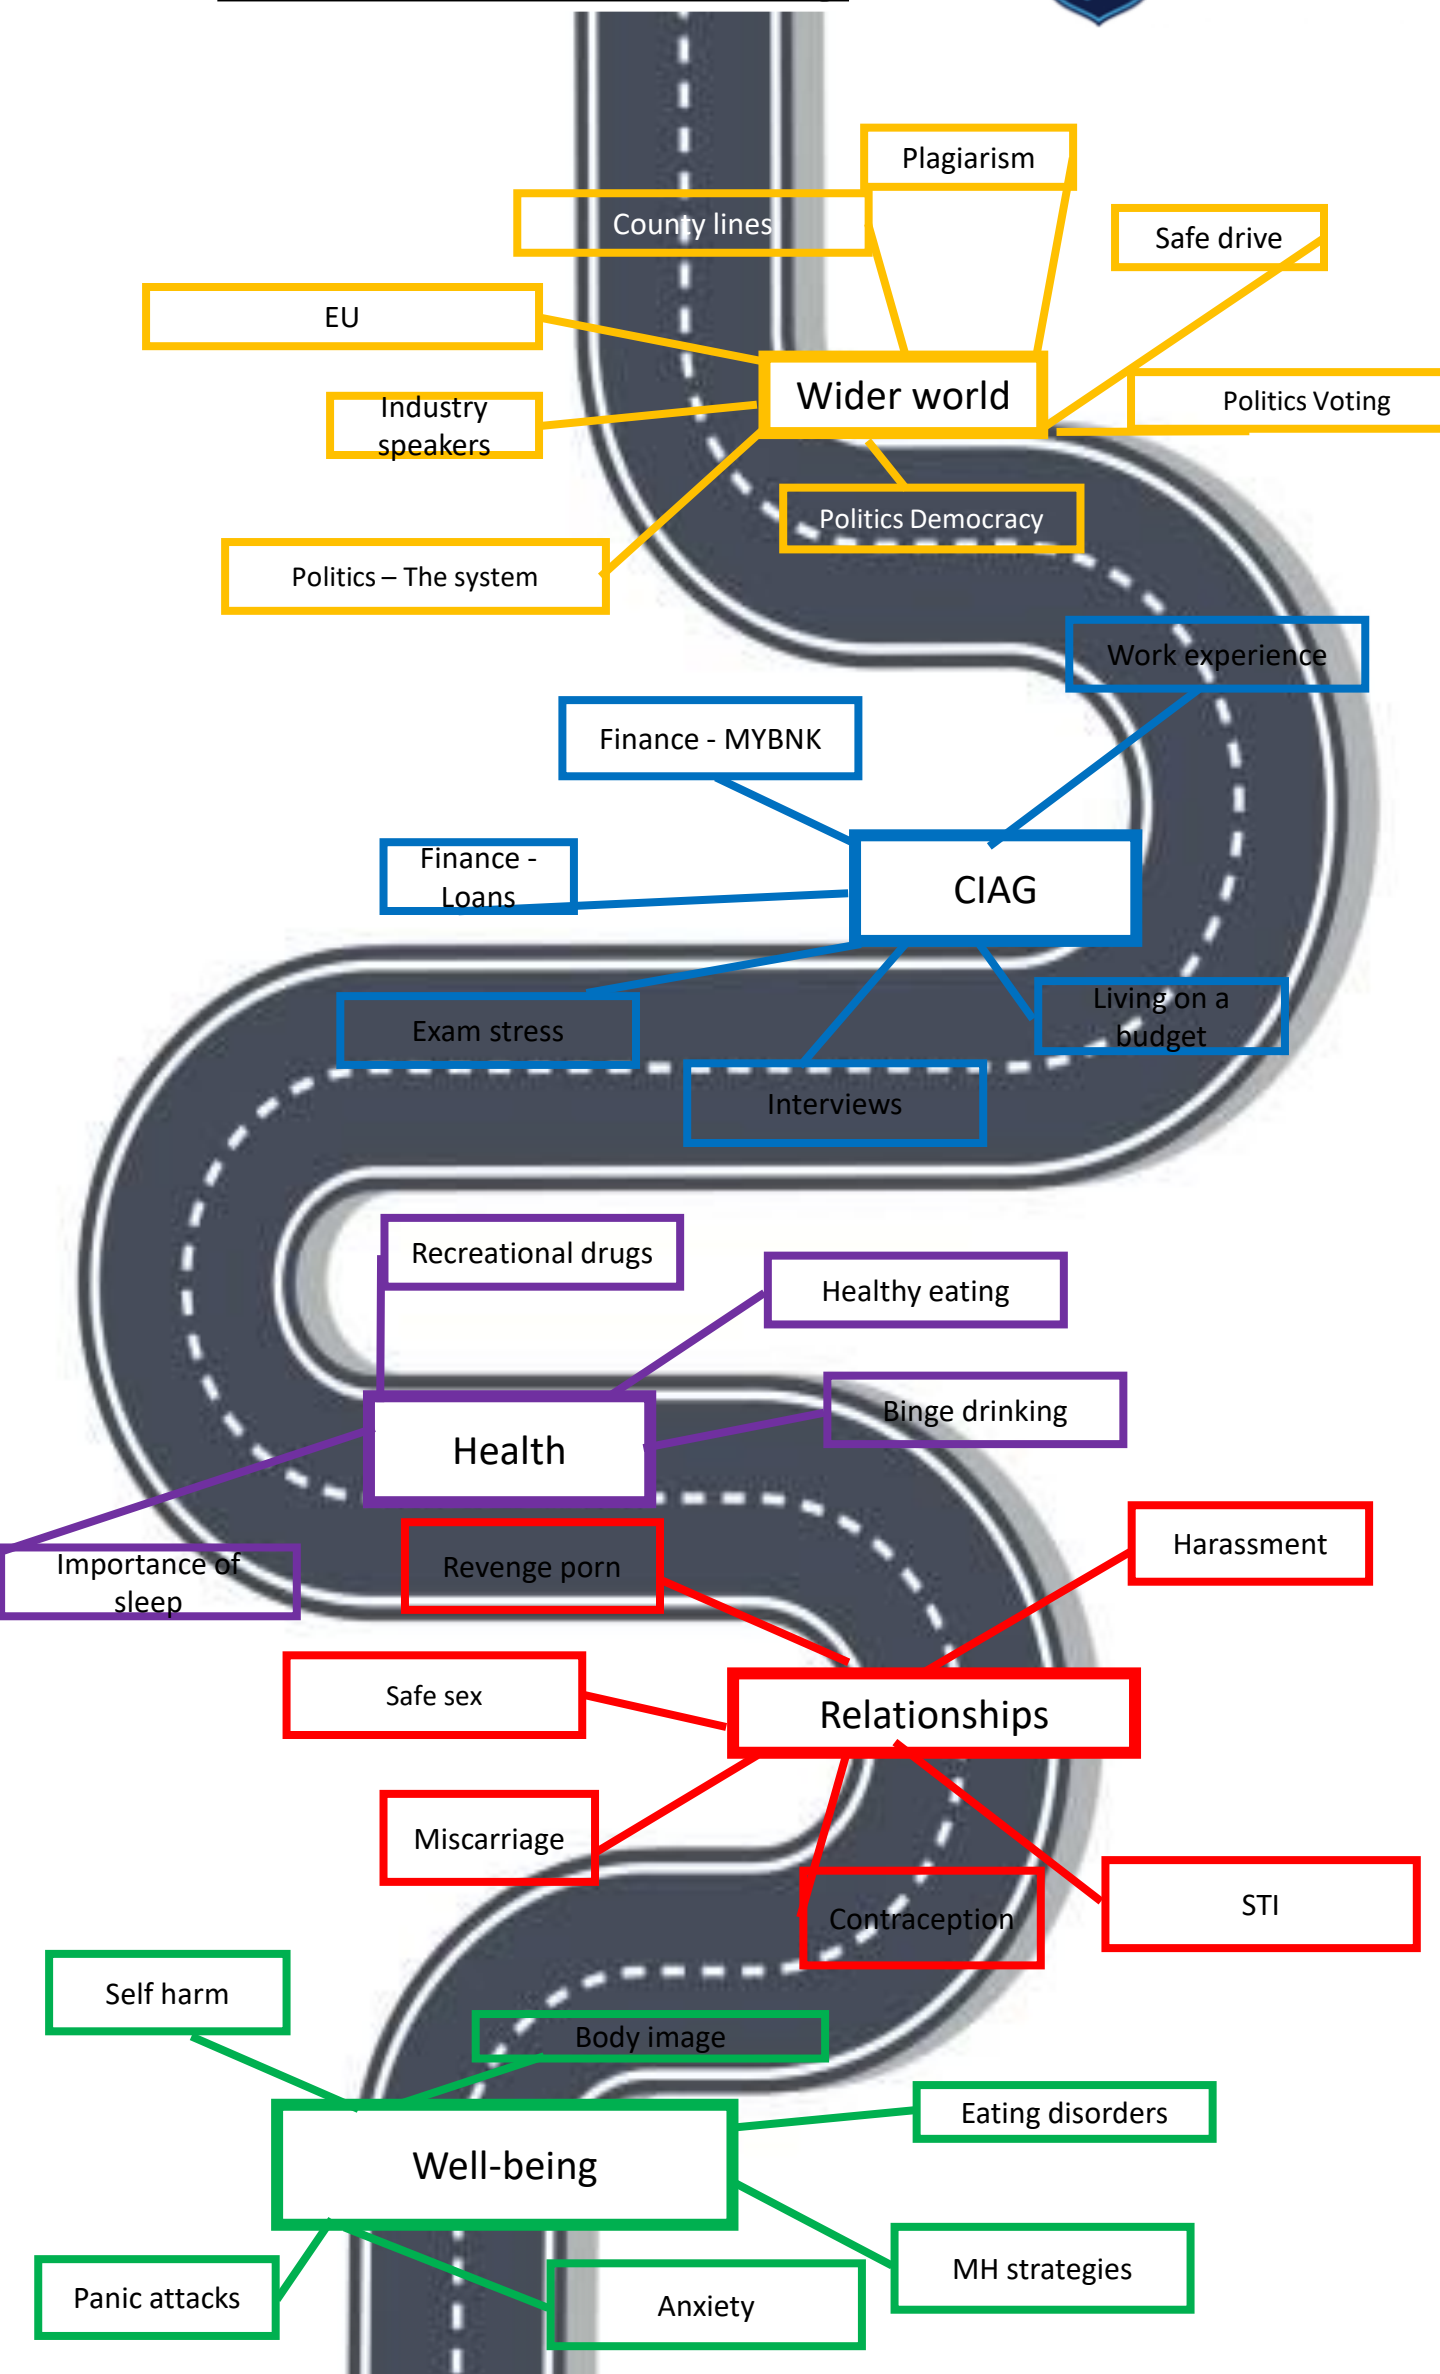 Plagiarism
County lines
Safe drive
EU
Wider world
Politics Voting
Industry
speakers
Politics Democracy
Politics – The system
Work experience
Finance - MYBNK
Finance -
Loans
CIAG
Living on a
budget
Exam stress
Interviews
Recreational drugs
Healthy eating
Binge drinking
Health
Importance of
sleep
Revenge porn
Harassment
Safe sex
Relationships
Miscarriage
STI
Contraception
Self harm
Body image
Eating disorders
Well-being
MH strategies
Panic attacks
Anxiety